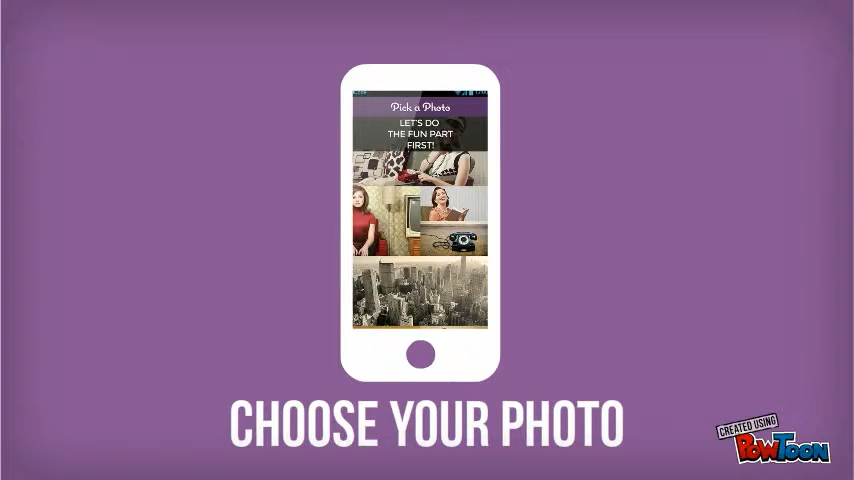 Pick a Photo
LET'S DO
THE FUN PART
FIRST!
CHOOSE YOUR PHOTO
CREATED USING
POWTOON